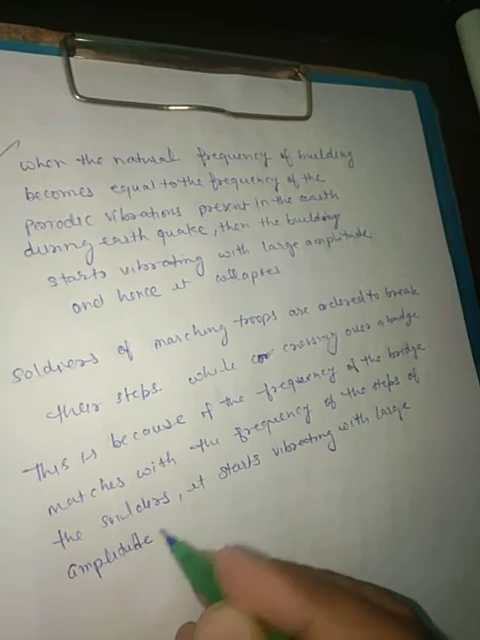 when the natural frequency of building
becomes equal to the frequency of the
periodic vibrations present in the earth
during earth quake, then the building
starts vibrating with large amplitude
and hence it collapses
soldiers of marching troops are ordered to break
their steps while crossing over a bridge
This is because of the frequency of the bridge
matches with the frequency of the steps of
the soulders, it starts vibrating with large
amplitude